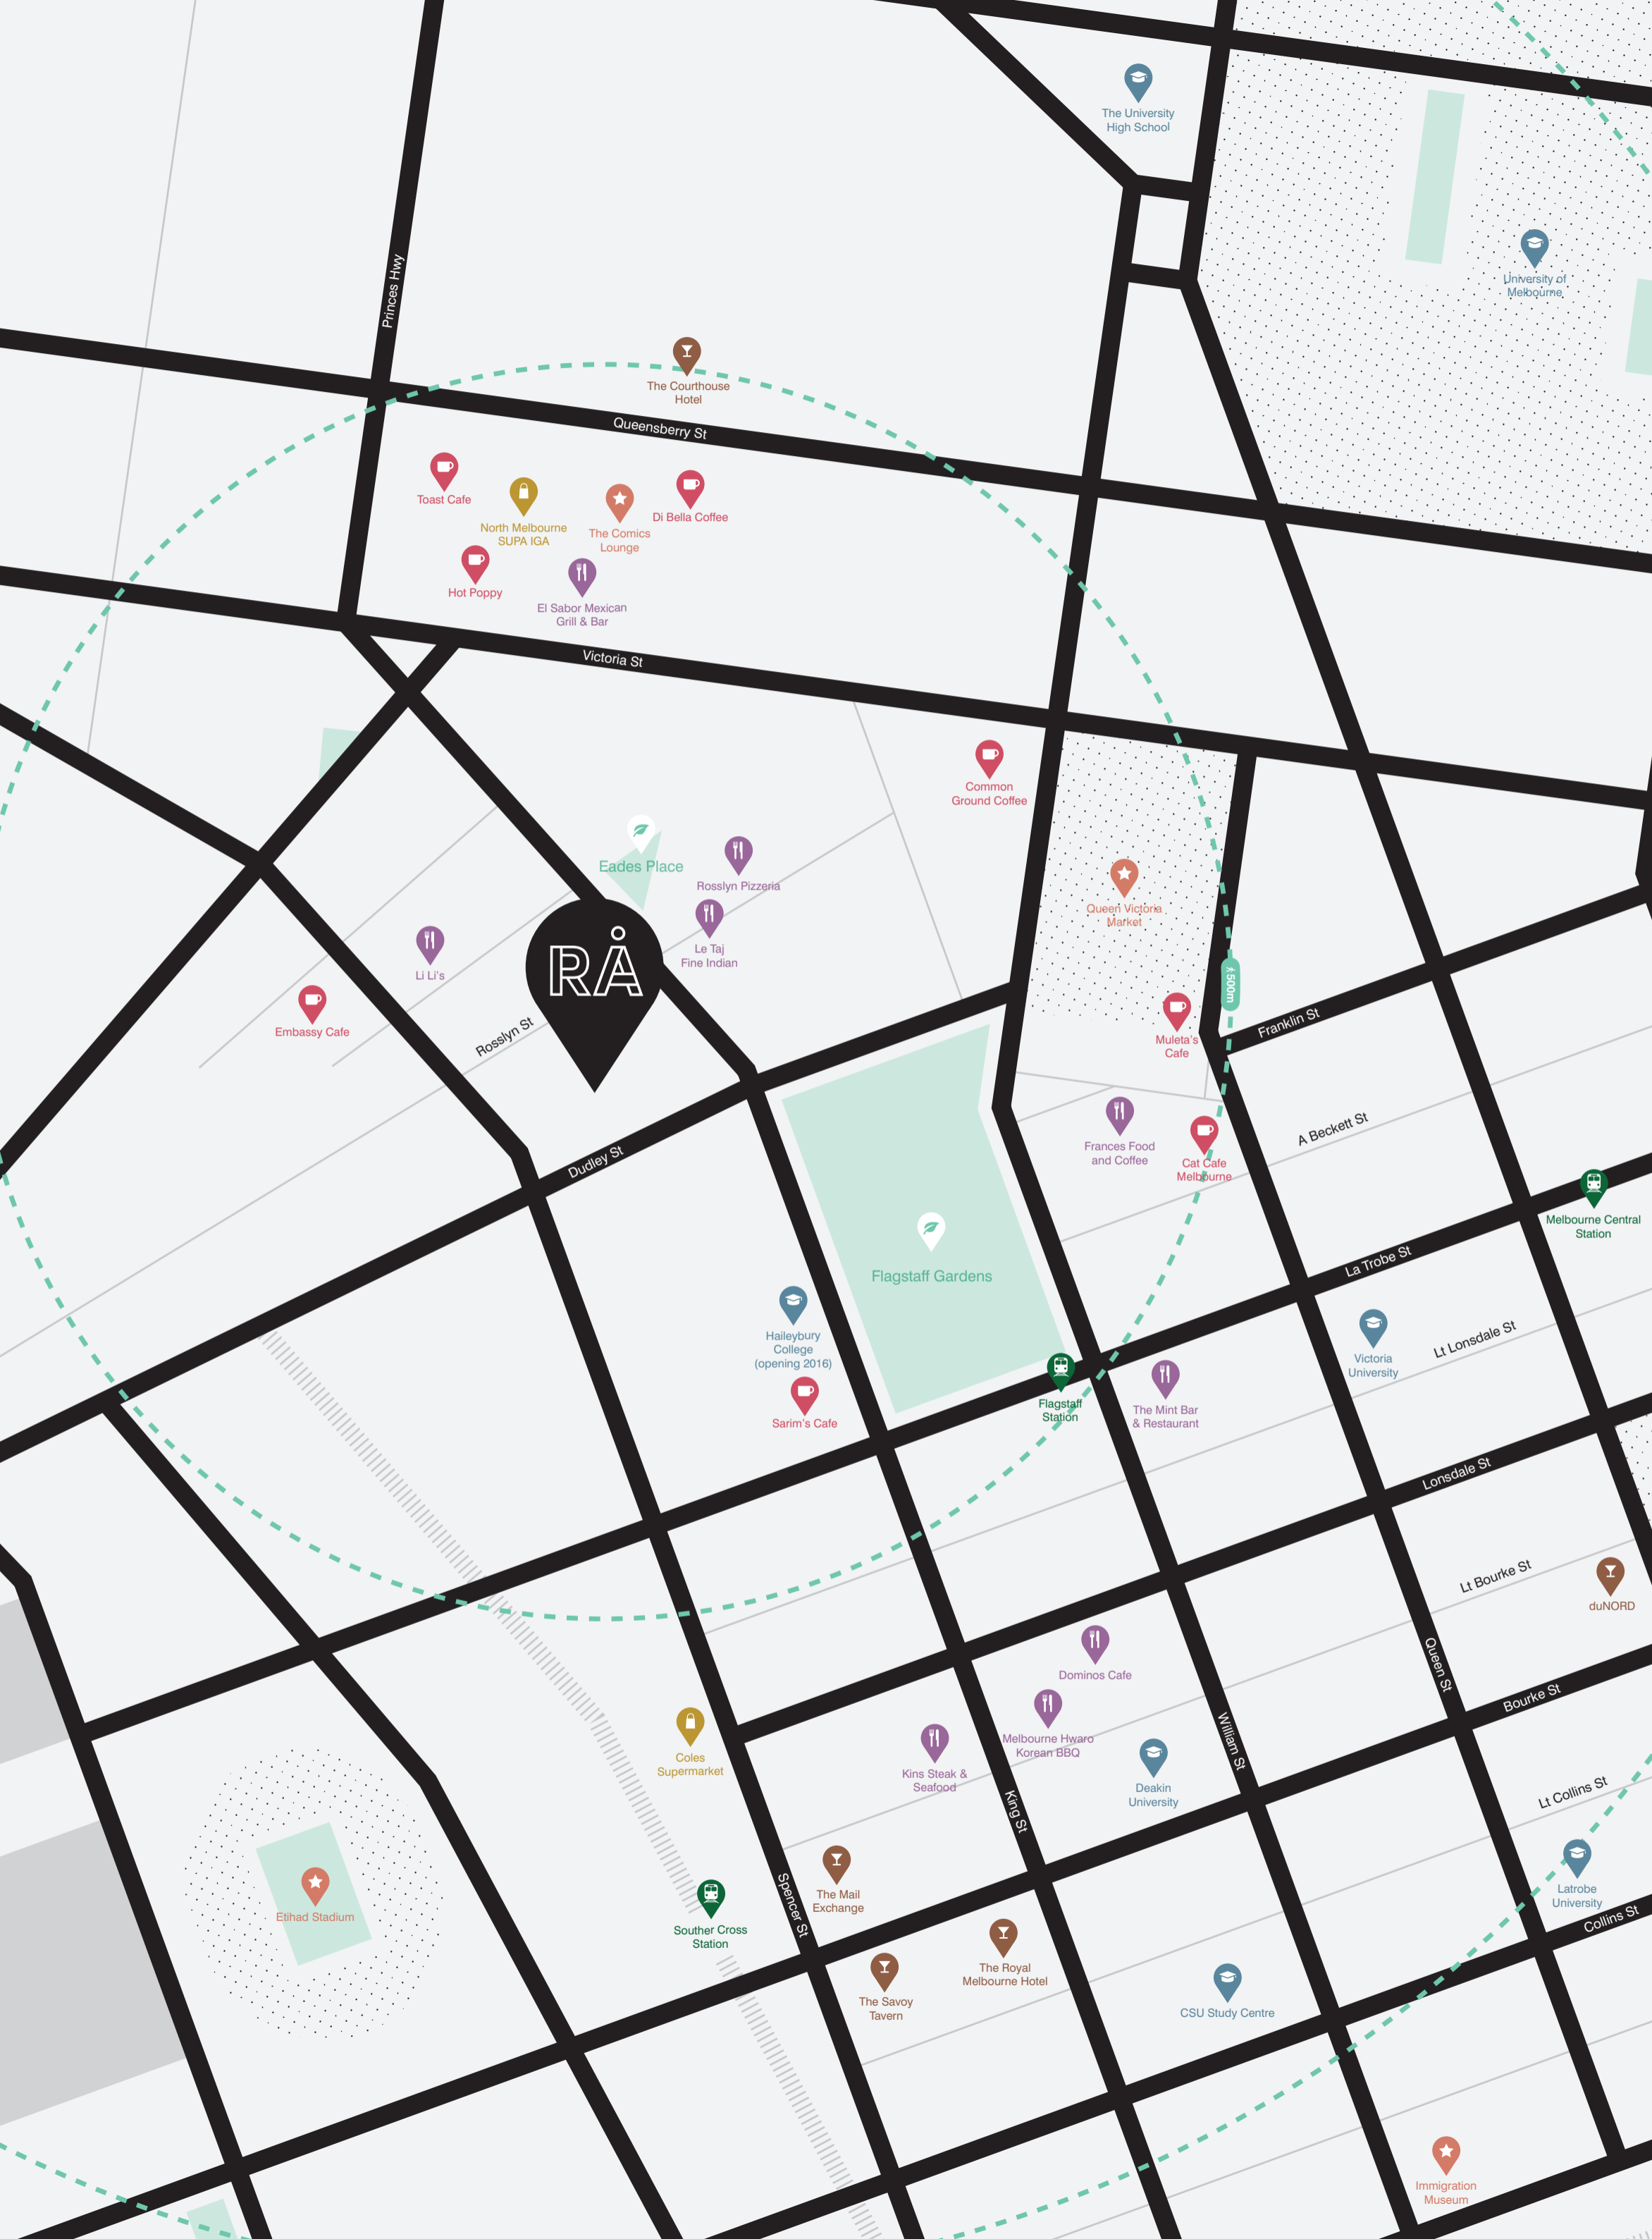 The University
High School
University of
Melbourne
Princes Hwy
The Courthouse
Hotel
Queensberry St
Toast Cafe
North Melbourne
SUPA IGA
The Comics
Lounge
Di Bella Coffee
Hot Poppy
El Sabor Mexican
Grill & Bar
Victoria St
Common
Ground Coffee
Eades Place
Rosslyn Pizzeria
Queen Victoria
Market
RÅ
Le Taj
Fine Indian
Li Li's
500m
Embassy Cafe
Rosslyn St
Muleta's
Cafe
Franklin St
Dudley St
Frances Food
and Coffee
Cat Cafe
Melbourne
A Beckett St
Melbourne Central
Station
Flagstaff Gardens
La Trobe St
Haileybury
College
(opening 2016)
Victoria
University
Lt Lonsdale St
Sarim's Cafe
Flagstaff
Station
The Mint Bar
& Restaurant
Lonsdale St
Lt Bourke St
duNORD
Dominos Cafe
Queen St
Bourke St
Melbourne Hwaro
Korean BBQ
William St
Coles
Supermarket
Kins Steak &
Seafood
Deakin
University
King St
Lt Collins St
The Mail
Exchange
Spencer St
Latrobe
University
Etihad Stadium
Souther Cross
Station
Collins St
The Royal
Melbourne Hotel
The Savoy
Tavern
CSU Study Centre
Immigration
Museum